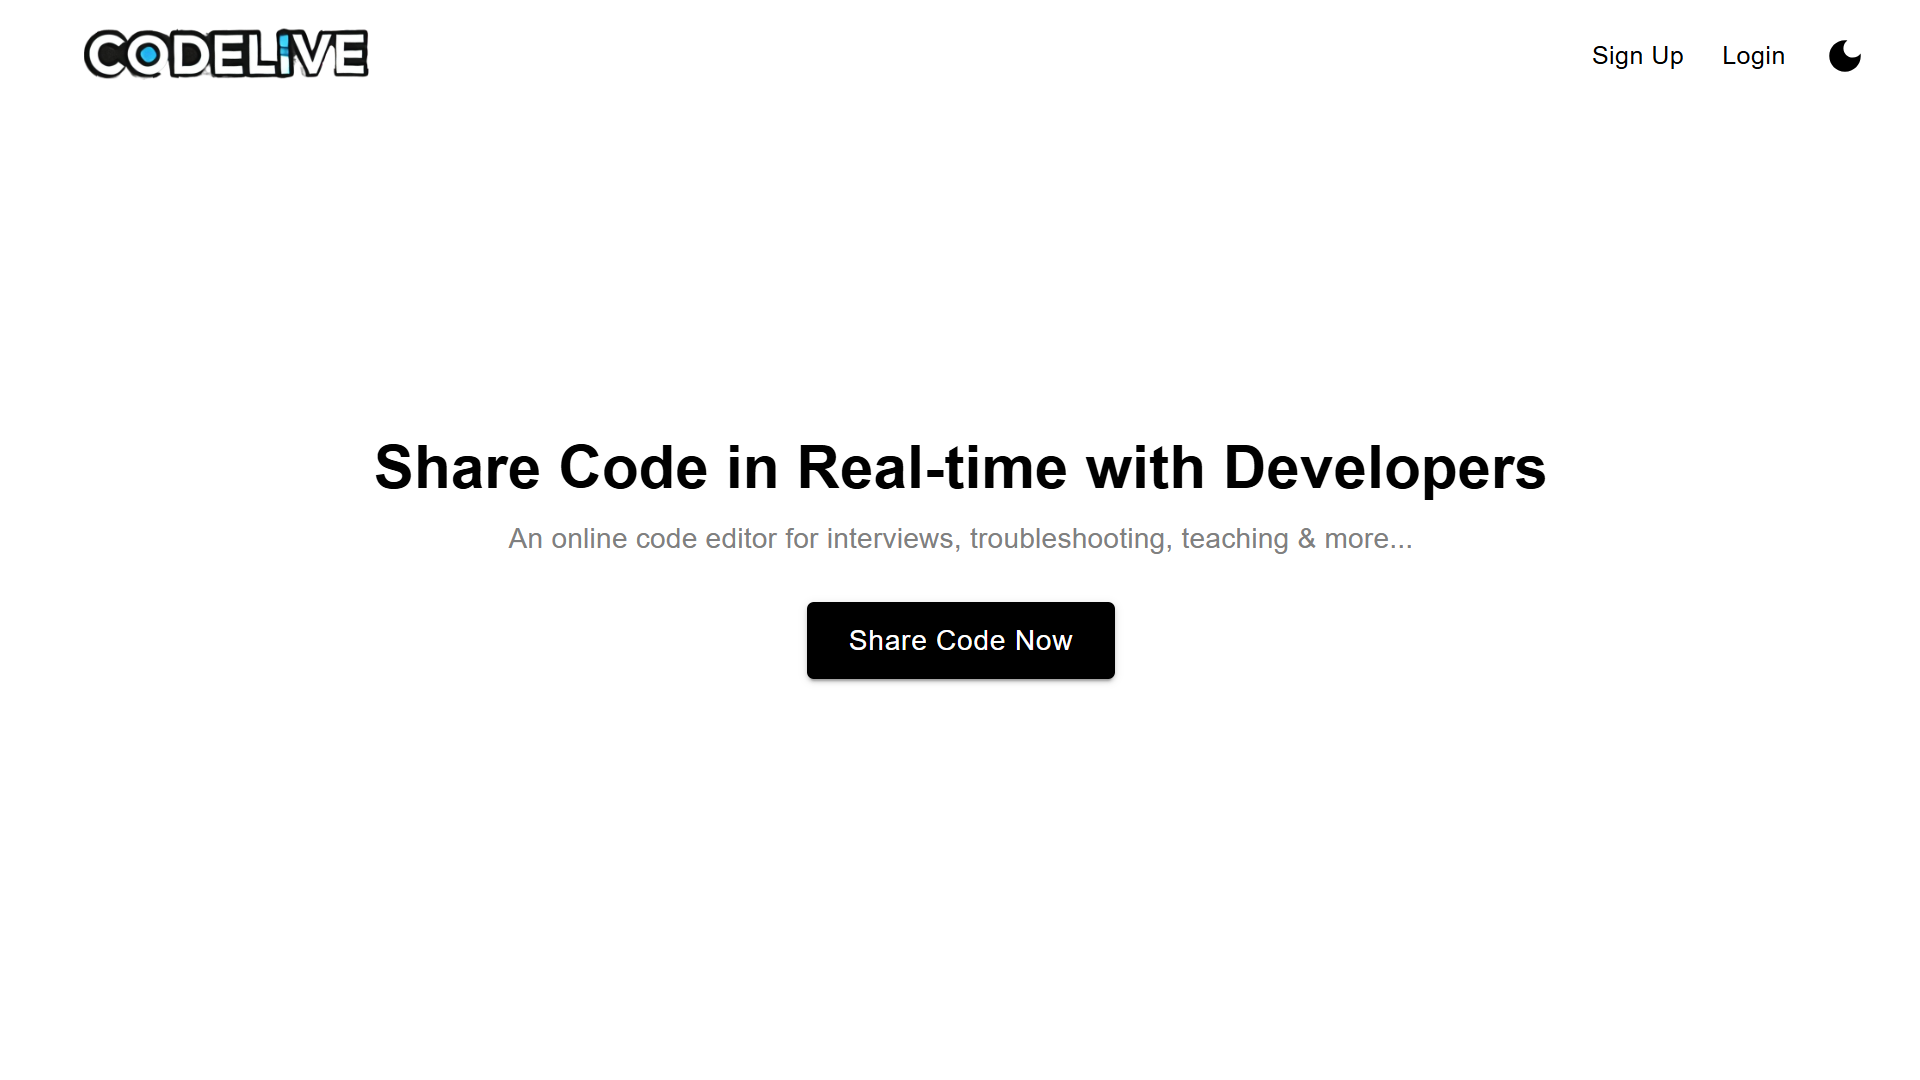 CODELIVE
Sign Up
Login
Share Code in Real-time with Developers
An online code editor for interviews, troubleshooting, teaching & more...
Share Code Now